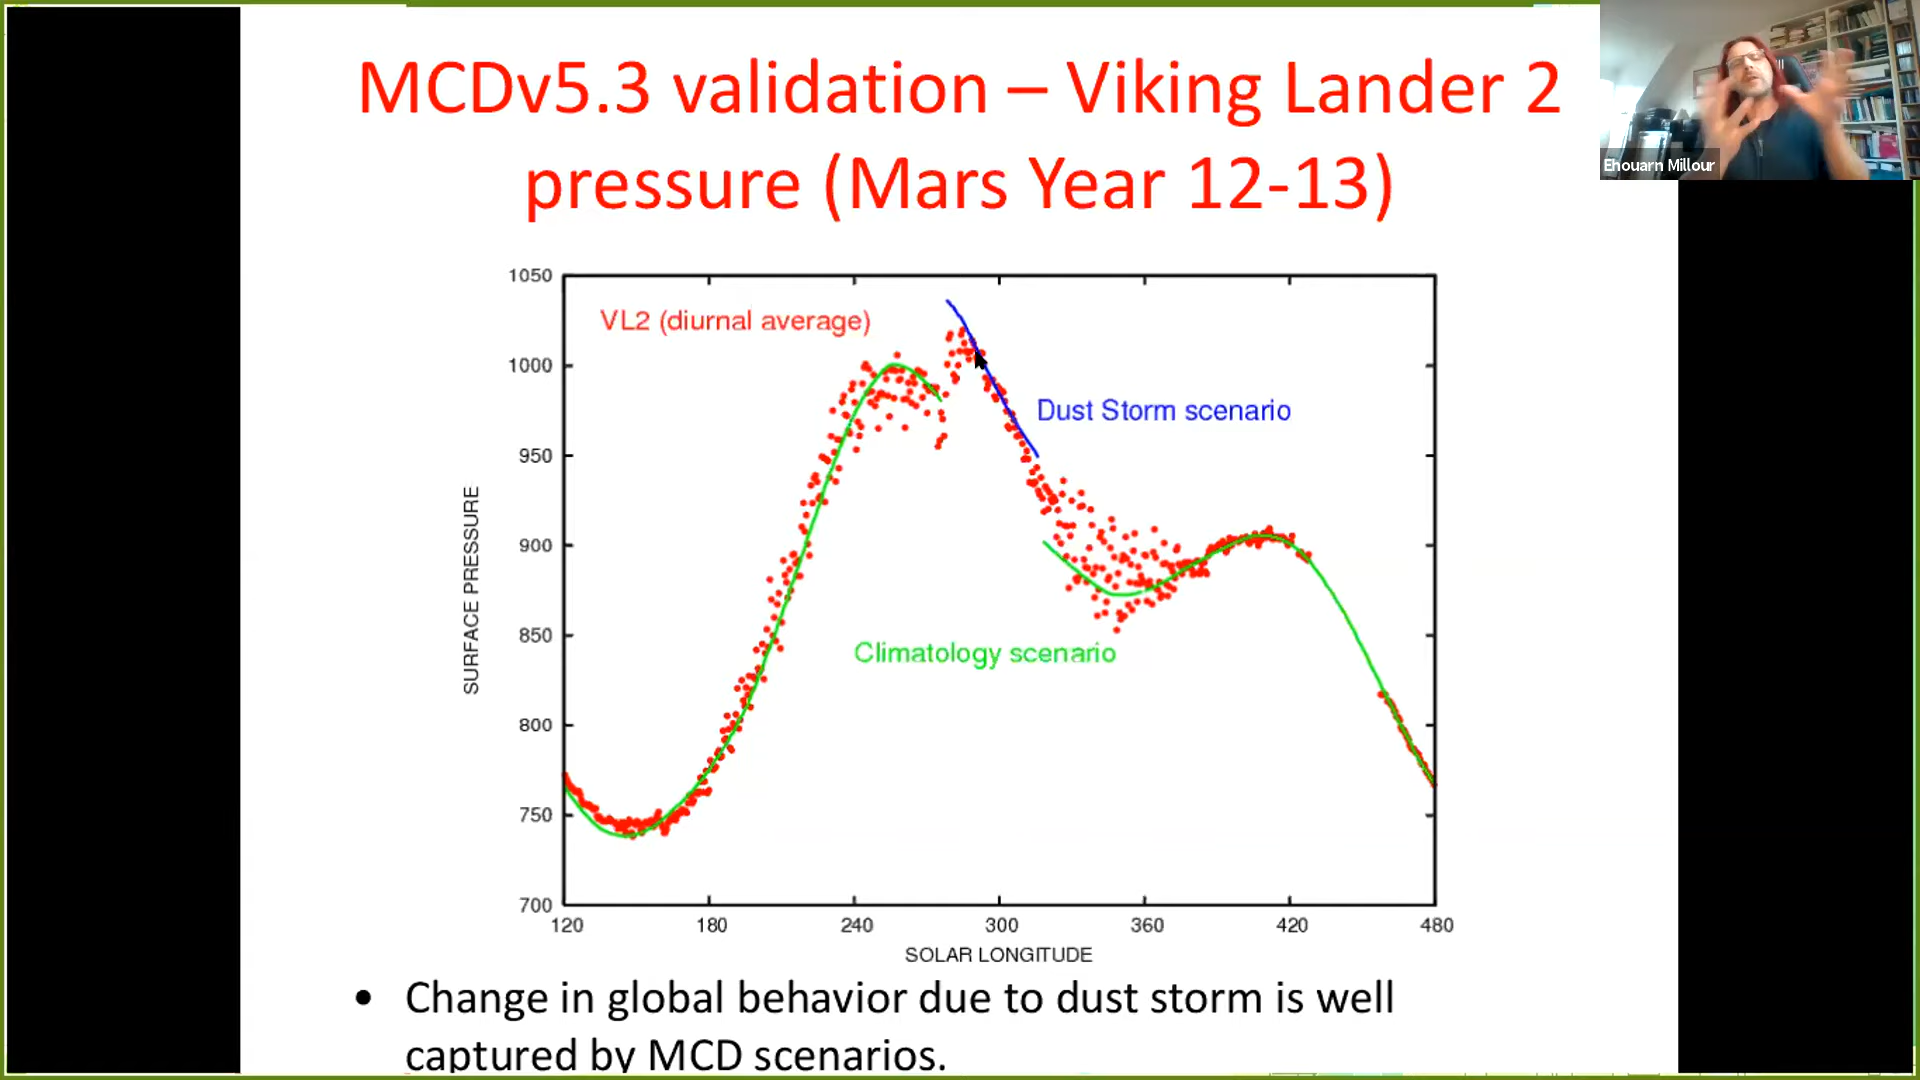 MCDv5.3 validation – Viking Lander 2
pressure (Mars Year 12-13)
Ehouarn Millour
1050
1000
950
900
850
800
750
700
SURFACE PRESSURE
VL2 (diurnal average)
Dust Storm scenario
Climatology scenario
120 180 240 300 360 420 480
SOLAR LONGITUDE
• Change in global behavior due to dust storm is well
captured by MCD scenarios.